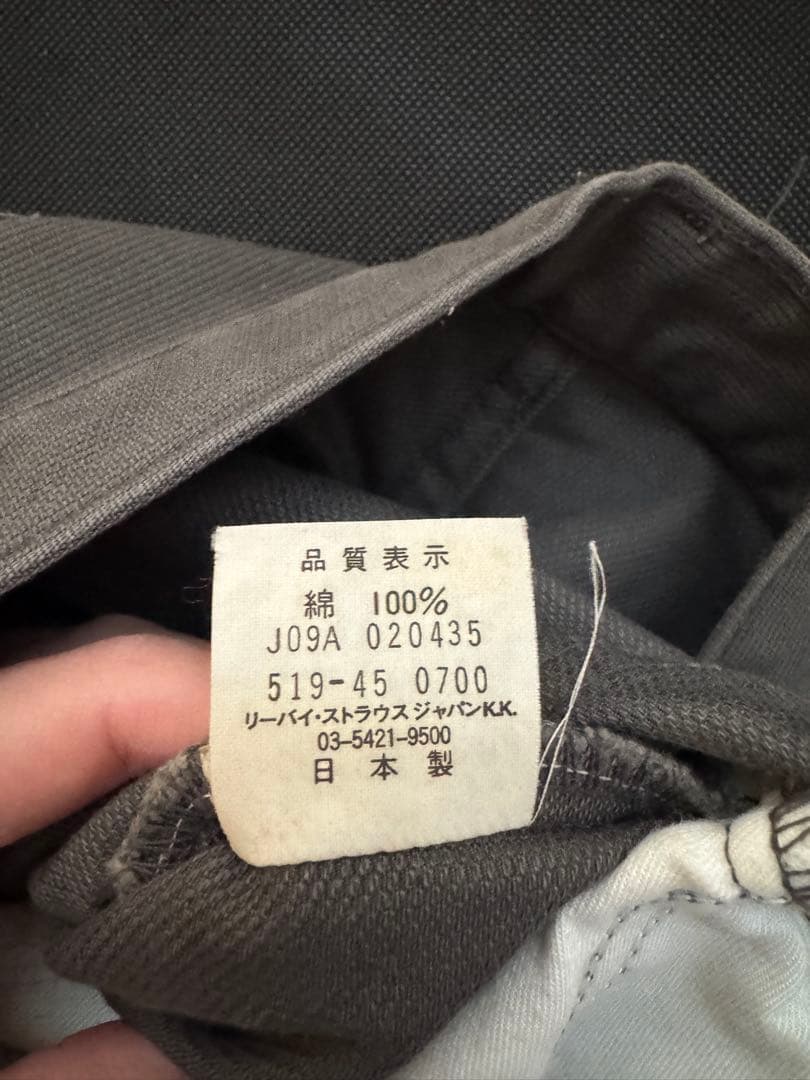 品質表示
綿 100%
J09A 020435
519-45 0700
リーバイ・ストラウス ジャパンK.K.
03-5421-9500
日本製